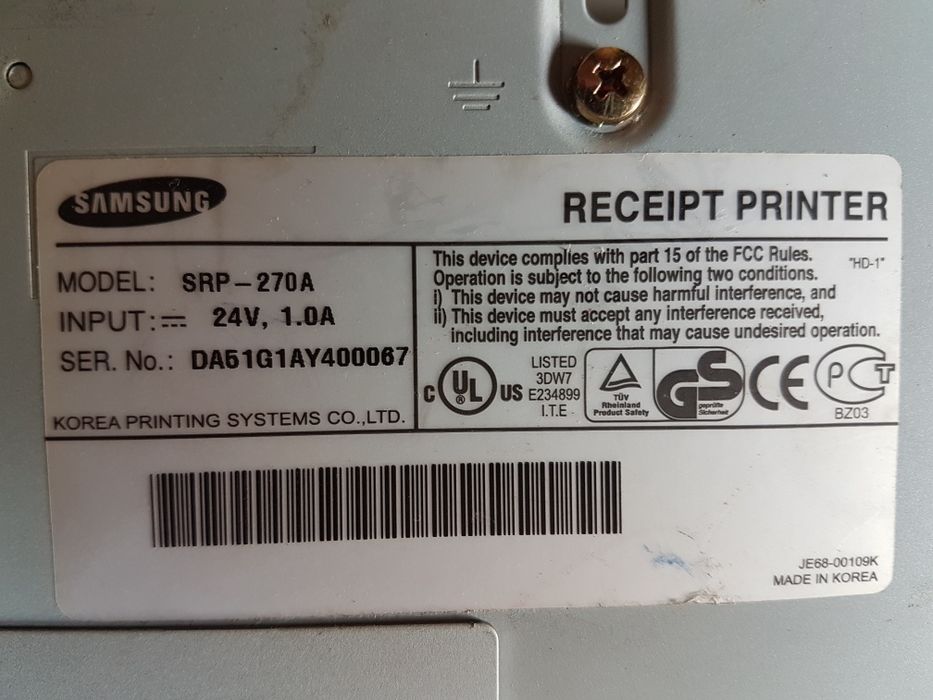 SAMSUNG
RECEIPT PRINTER
MODEL: SRP-270A
INPUT: ⎓ 24V, 1.0A
SER. No.: DA51G1AY400067
KOREA PRINTING SYSTEMS CO.,LTD.
This device complies with part 15 of the FCC Rules.
"HD-1"
Operation is subject to the following two conditions.
i) This device may not cause harmful interference, and
ii) This device must accept any interference received,
including interference that may cause undesired operation.
C UL ® US
LISTED
3DW7
E234899
I.T.E
TÜV
Rheinland
Product Safety
GS
geprüfte
Sicherheit
CE
PCT
BZ03
JE68-00109K
MADE IN KOREA